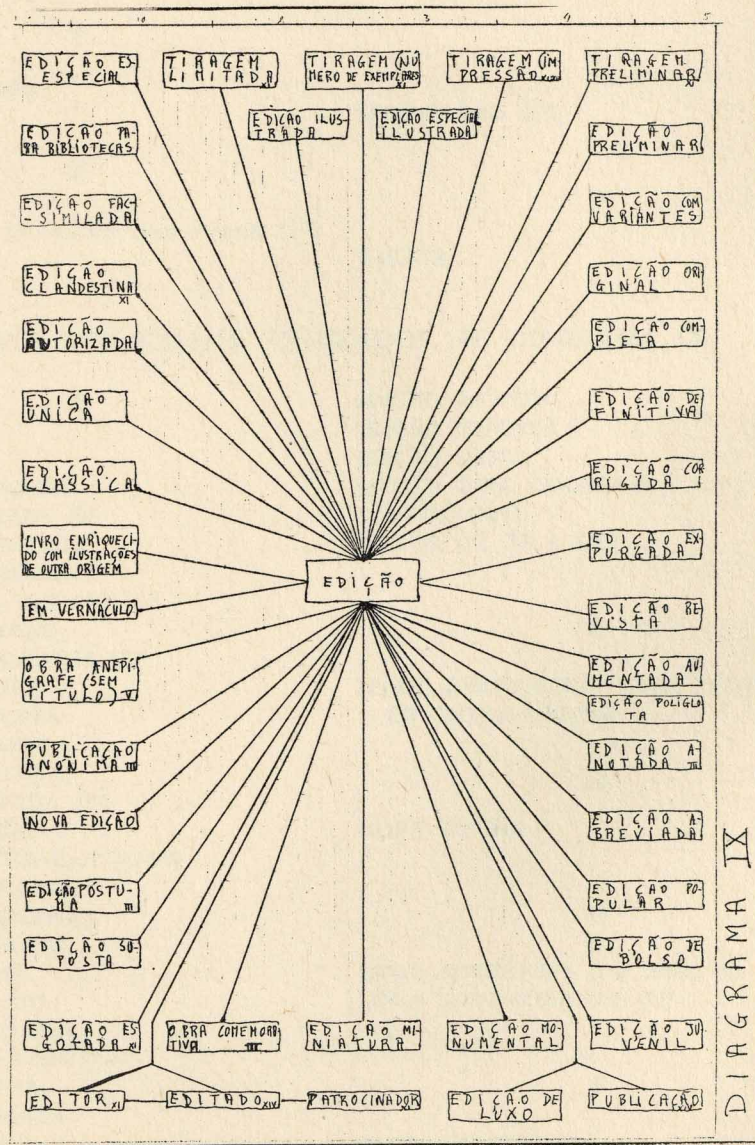 10 2 3 4 5
EDIÇÃO ES-
ESPECIAL
TIRAGEM
LIMITADA XI
TIRAGEM (NÚ
MERO DE EXEMPLARES
XI
TIRAGEM (IM
PRESSÃO XIX
TIRAGEM
PRELIMINAR
XI
EDIÇÃO ILUS-
TRADA
EDIÇÃO ESPECIAL
ILUSTRADA
EDIÇÃO PA-
RA BIBLIOTECAS
EDIÇÃO
PRELIMINAR
EDIÇÃO FAC
-SIMILADA
EDIÇÃO COM
VARIANTES
EDIÇÃO
CLANDESTINA
XI
EDIÇÃO ORI
GINAL
EDIÇÃO
AUTORIZADA
EDIÇÃO COM-
PLETA
EDIÇÃO
ÚNICA
EDIÇÃO DE
FINITIVA
EDIÇÃO
CLÁSSICA
EDIÇÃO COR
RIGIDA
LIVRO ENRIQUECI-
DO COM ILUSTRAÇÕES
DE OUTRA ORIGEM
EDIÇÃO EX-
PURGADA
EDIÇÃO
I
EM VERNÁCULO
EDIÇÃO RE-
VISTA
OBRA ANEPÍ-
GRAFE (SEM
TÍTULO) V
EDIÇÃO AU
MENTADA
EDIÇÃO POLIGLO
TA
PUBLICAÇÃO
ANÔNIMA III
EDIÇÃO A-
NOTADA III
NOVA EDIÇÃO
EDIÇÃO A-
BREVIADA
EDIÇÃO PÓSTU-
MA III
EDIÇÃO PO-
PULAR
EDIÇÃO SU-
POSTA
EDIÇÃO DE
BOLSO
EDIÇÃO ES-
GOTADA XI
OBRA COMEMORA
TIVA III
EDIÇÃO MI-
NIATURA
EDIÇÃO MO-
NUMENTAL
EDIÇÃO JU-
VENIL
EDITOR XI
EDITADO XIV
PATROCINADOR
EDIÇÃO DE
LUXO
PUBLICAÇÃO
DIAGRAMA IX